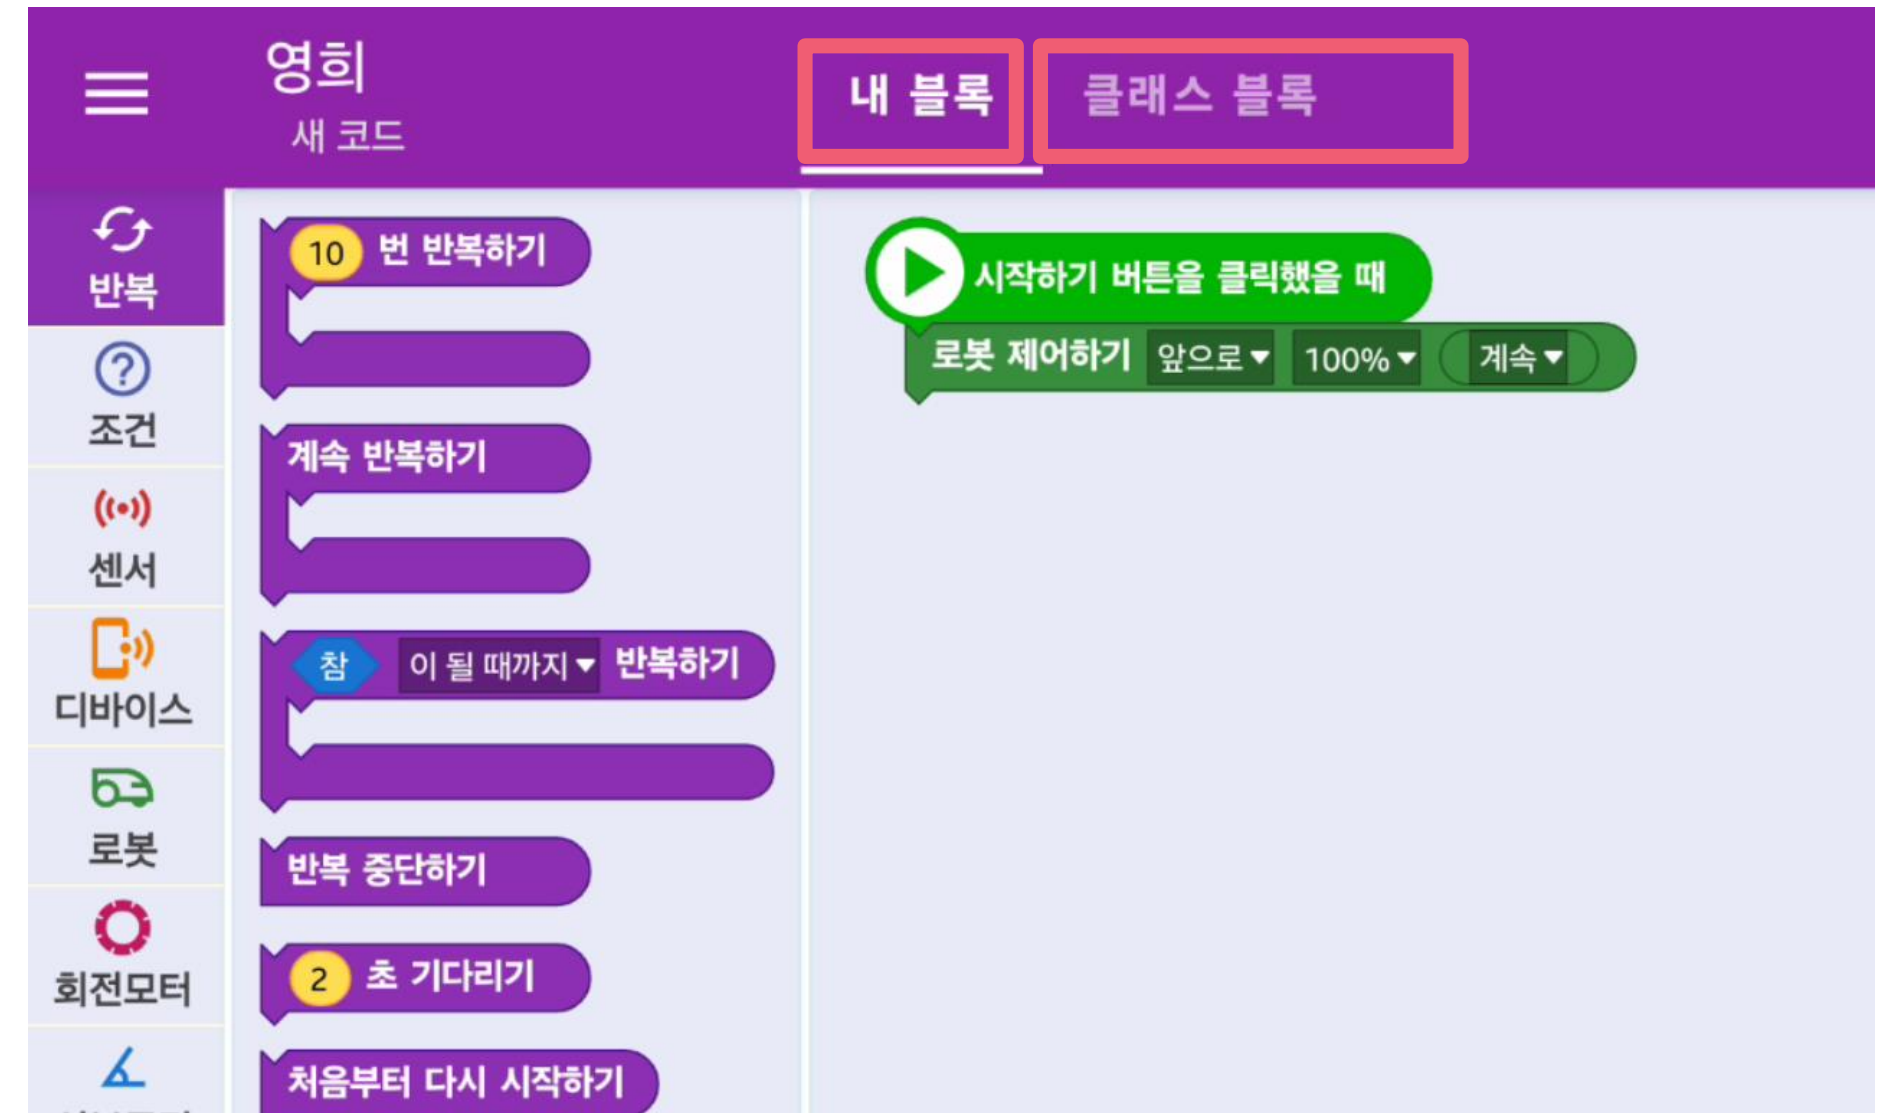 영희
새 코드
내 블록
클래스 블록
반복
조건
센서
디바이스
로봇
회전모터
10 번 반복하기
계속 반복하기
참 이 될 때까지 반복하기
반복 중단하기
2 초 기다리기
처음부터 다시 시작하기
시작하기 버튼을 클릭했을 때
로봇 제어하기 앞으로 100% 계속